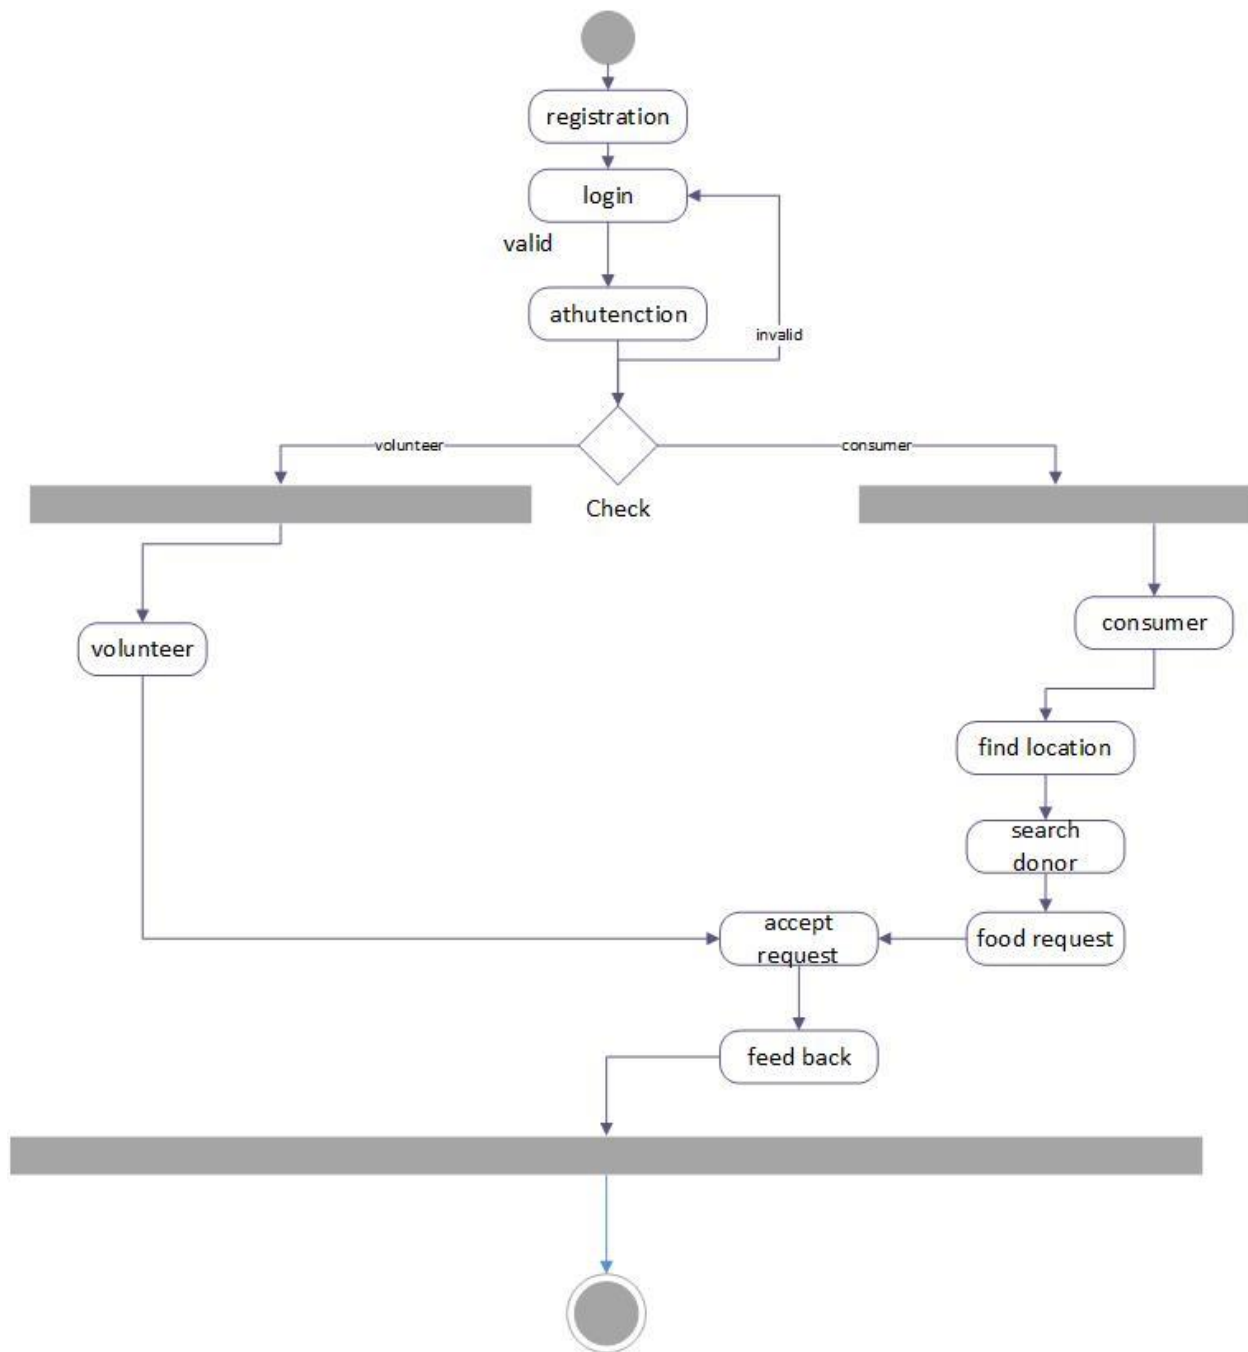 registration
login
valid
athutenction
invalid
volunteer
consumer
Check
volunteer
consumer
find location
search
donor
accept
request
food request
feed back